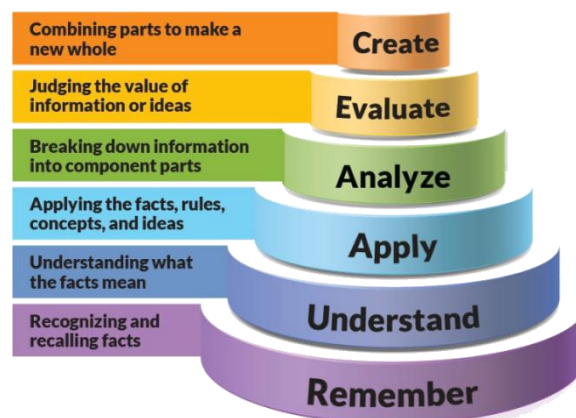 Combining parts to make a
new whole
Create
Judging the value of
information or ideas
Evaluate
Breaking down information
into component parts
Analyze
Applying the facts, rules,
concepts, and ideas
Apply
Understanding what
the facts mean
Understand
Recognizing and
recalling facts
Remember